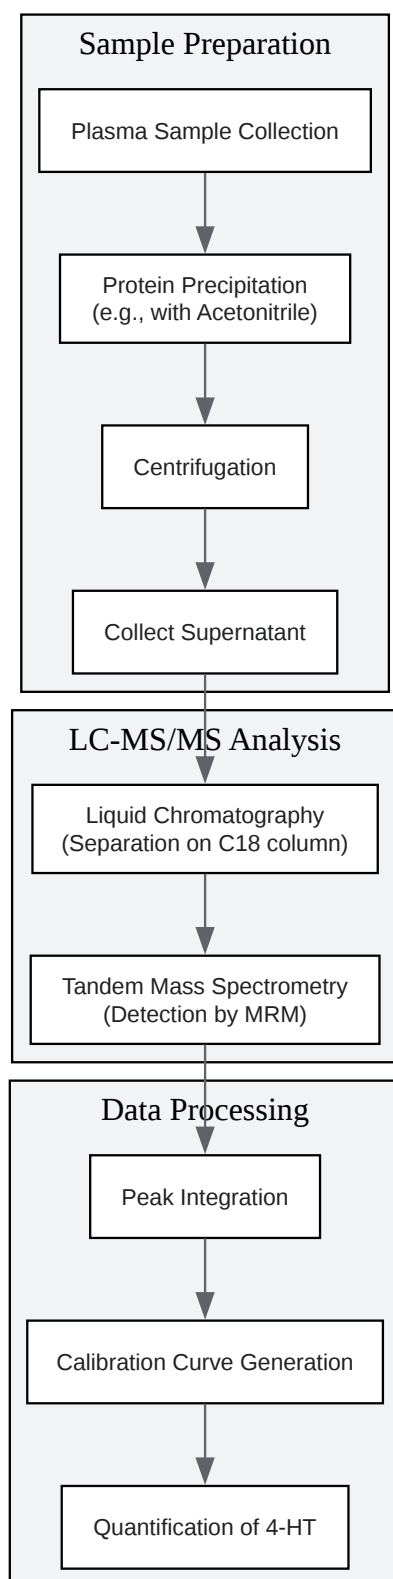 Sample Preparation
Plasma Sample Collection
Protein Precipitation
(e.g., with Acetonitrile)
Centrifugation
Collect Supernatant
LC-MS/MS Analysis
Liquid Chromatography
(Separation on C18 column)
Tandem Mass Spectrometry
(Detection by MRM)
Data Processing
Peak Integration
Calibration Curve Generation
Quantification of 4-HT